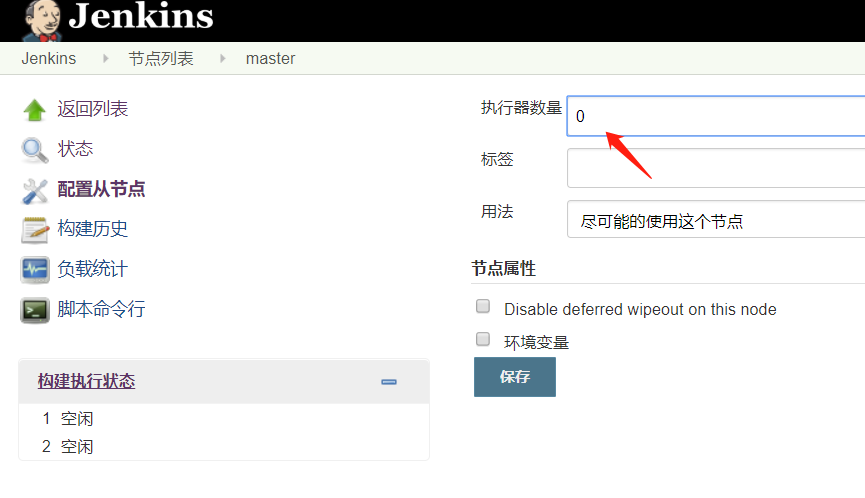 Jenkins
Jenkins 节点列表 master
返回列表
状态
配置从节点
构建历史
负载统计
脚本命令行
构建执行状态
1 空闲
2 空闲
执行器数量 0
标签
用法 尽可能的使用这个节点
节点属性
Disable deferred wipeout on this node
环境变量
保存